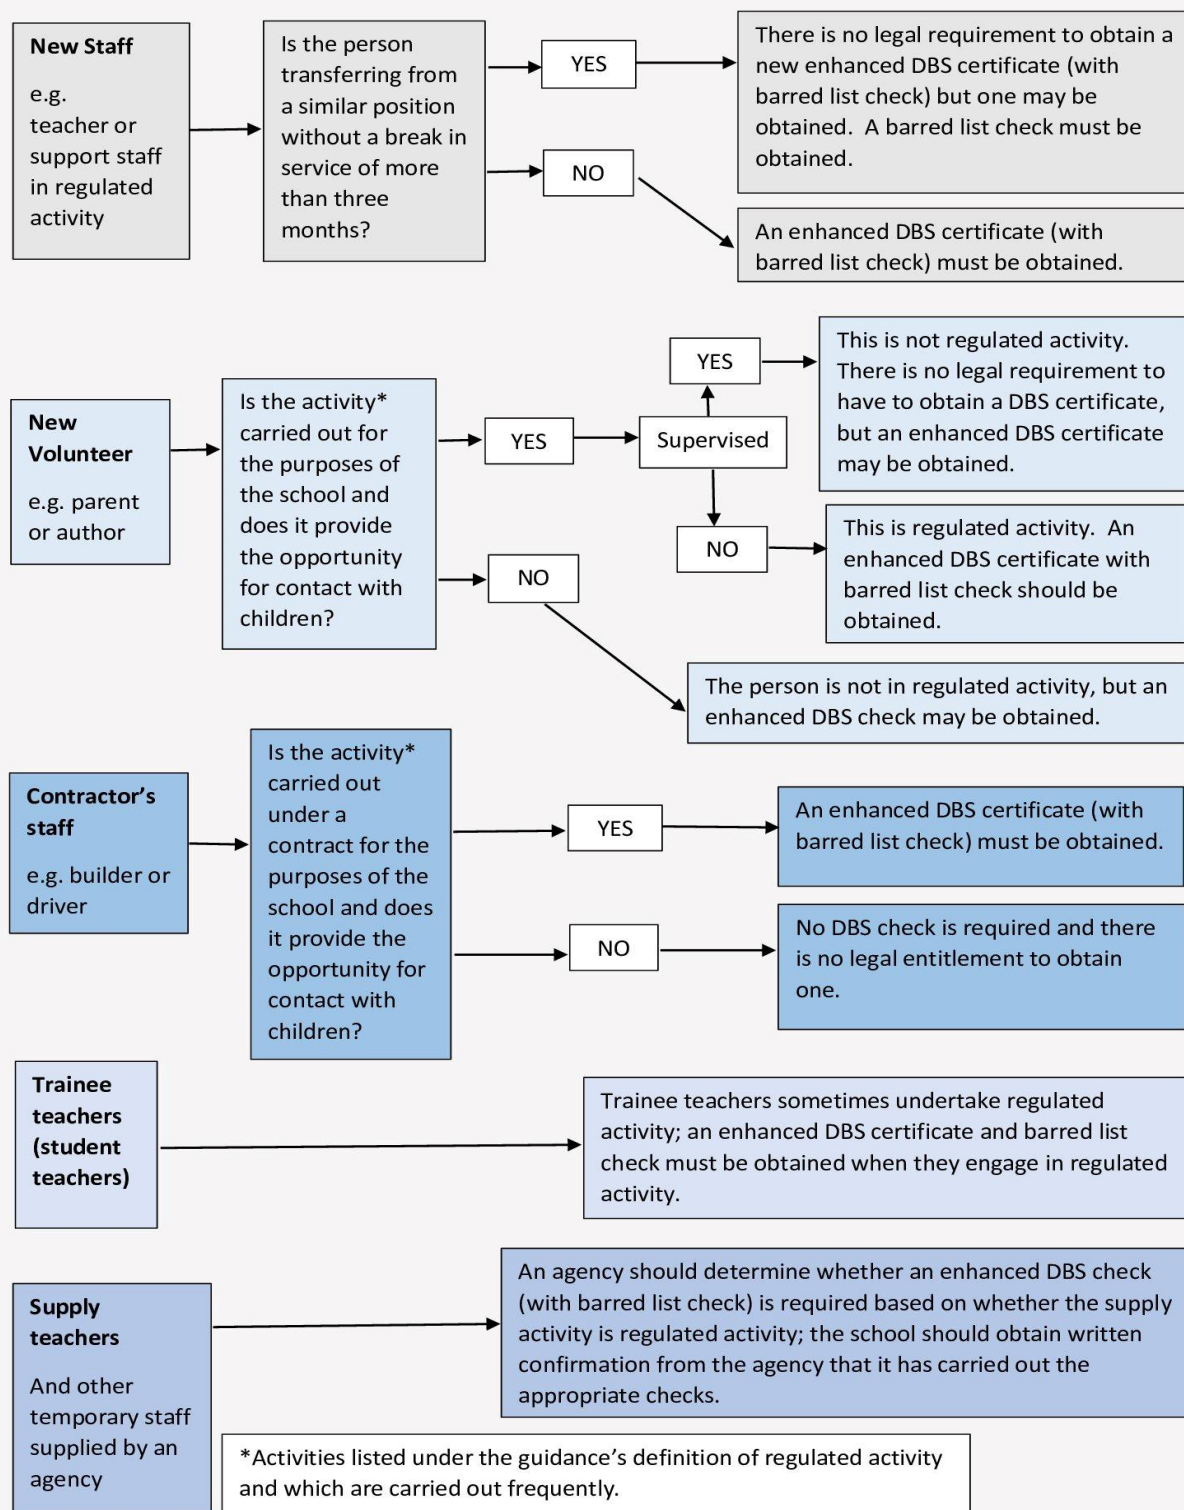 New Staff
e.g.
teacher or
support staff
in regulated
activity
Is the person
transferring from
a similar position
without a break in
service of more
than three
months?
YES
There is no legal requirement to obtain a
new enhanced DBS certificate (with
barred list check) but one may be
obtained.  A barred list check must be
obtained.
NO
An enhanced DBS certificate (with
barred list check) must be obtained.
New
Volunteer
e.g. parent
or author
Is the activity*
carried out for
the purposes of
the school and
does it provide
the opportunity
for contact with
children?
YES
Supervised
YES
This is not regulated activity.
There is no legal requirement to
have to obtain a DBS certificate,
but an enhanced DBS certificate
may be obtained.
NO
This is regulated activity.  An
enhanced DBS certificate with
barred list check should be
obtained.
NO
The person is not in regulated activity, but an
enhanced DBS check may be obtained.
Contractor’s
staff
e.g. builder or
driver
Is the activity*
carried out
under a
contract for the
purposes of the
school and does
it provide the
opportunity for
contact with
children?
YES
An enhanced DBS certificate (with
barred list check) must be obtained.
NO
No DBS check is required and there
is no legal entitlement to obtain
one.
Trainee
teachers
(student
teachers)
Trainee teachers sometimes undertake regulated
activity; an enhanced DBS certificate and barred list
check must be obtained when they engage in regulated
activity.
Supply
teachers
And other
temporary staff
supplied by an
agency
An agency should determine whether an enhanced DBS check
(with barred list check) is required based on whether the supply
activity is regulated activity; the school should obtain written
confirmation from the agency that it has carried out the
appropriate checks.
*Activities listed under the guidance’s definition of regulated activity
and which are carried out frequently.